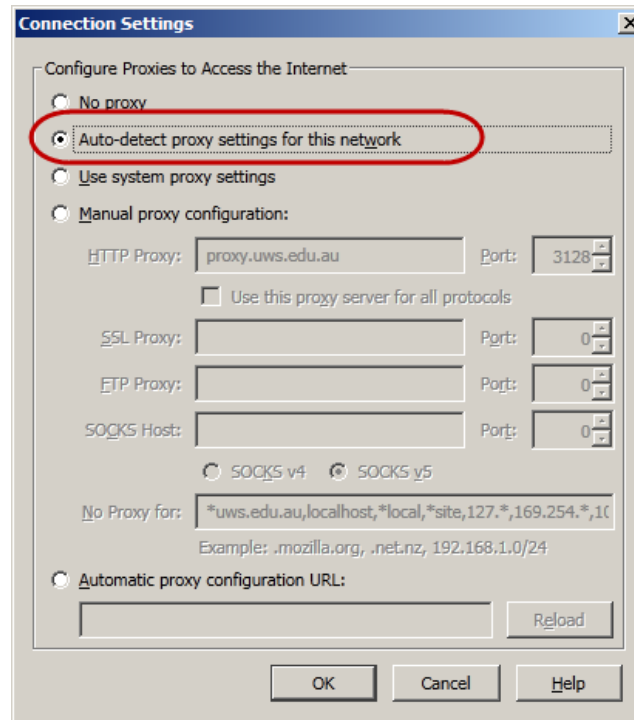 Connection Settings
Configure Proxies to Access the Internet
No proxy
Auto-detect proxy settings for this network
Use system proxy settings
Manual proxy configuration:
HTTP Proxy: proxy.uws.edu.au Port: 3128
Use this proxy server for all protocols
SSL Proxy: Port: 0
FTP Proxy: Port: 0
SOCKS Host: Port: 0
SOCKS v4 SOCKS v5
No Proxy for: *uws.edu.au,localhost,*local,*site,127.*,169.254.*,10
Example: .mozilla.org, .net.nz, 192.168.1.0/24
Automatic proxy configuration URL:
Reload
OK Cancel Help